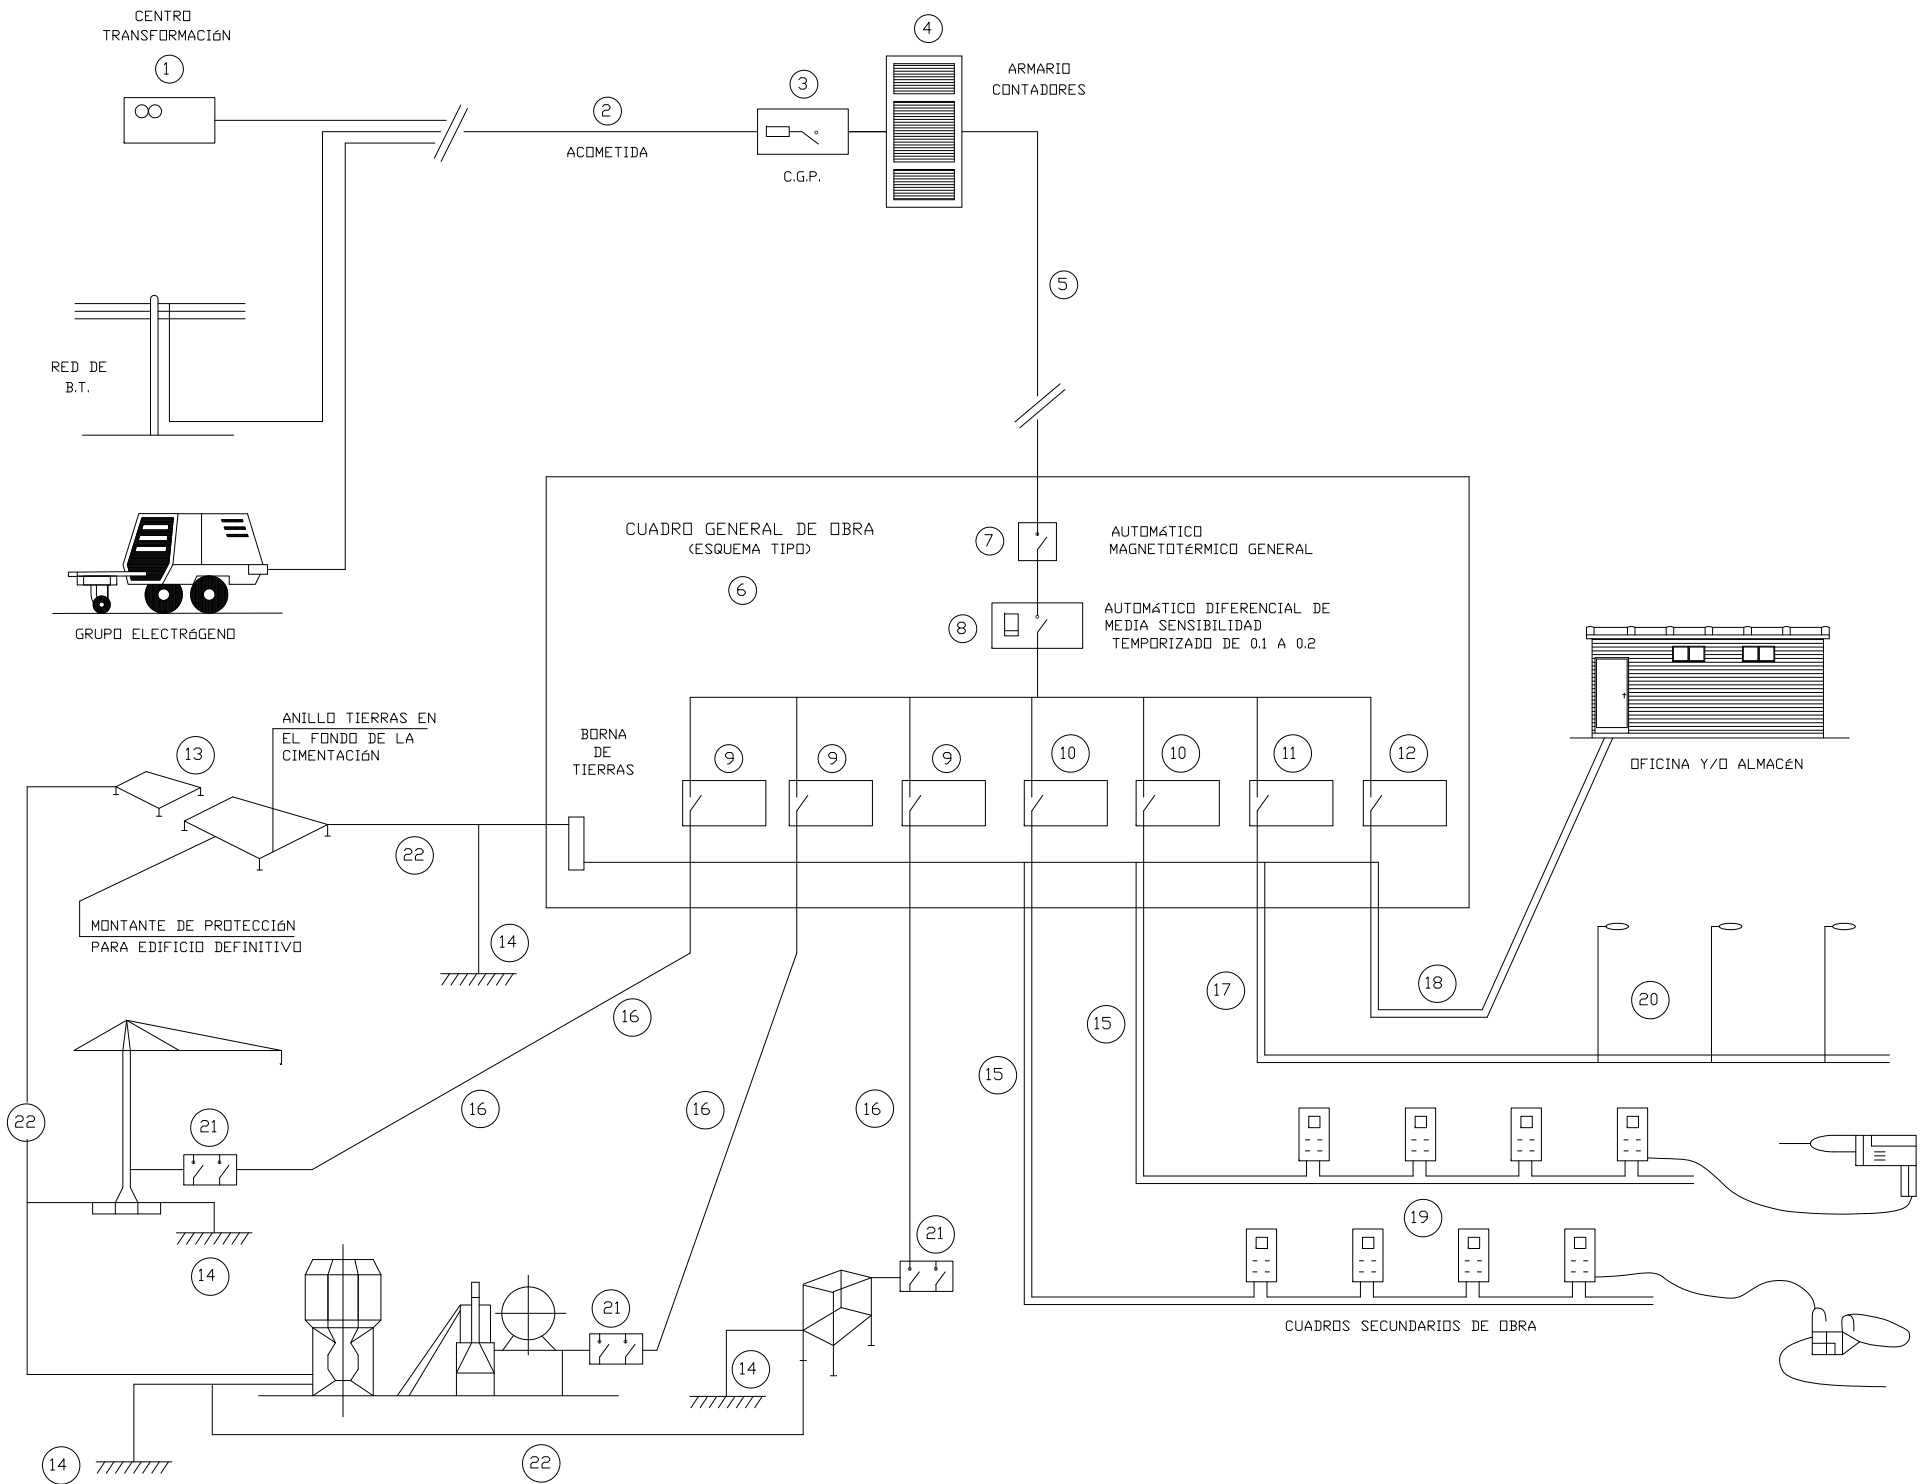 CENTRO
TRANSFORMACIóN
1
2
ACOMETIDA
3
C.G.P.
4
ARMARIO
CONTADORES
5
RED DE
B.T.
GRUPO ELECTRóGENO
CUADRO GENERAL DE OBRA
(ESQUEMA TIPO)
6
7
AUTOMáTICO
MAGNETOTéRMICO GENERAL
8
AUTOMáTICO DIFERENCIAL DE
MEDIA SENSIBILIDAD
TEMPORIZADO DE 0.1 A 0.2
OFICINA Y/O ALMACéN
ANILLO TIERRAS EN
EL FONDO DE LA
CIMENTACIóN
13
BORNA
DE
TIERRAS
9
9
9
10
10
11
12
22
MONTANTE DE PROTECCIóN
PARA EDIFICIO DEFINITIVO
14
16
15
17
18
20
22
21
16
16
16
15
14
21
21
19
CUADROS SECUNDARIOS DE OBRA
14
14
22